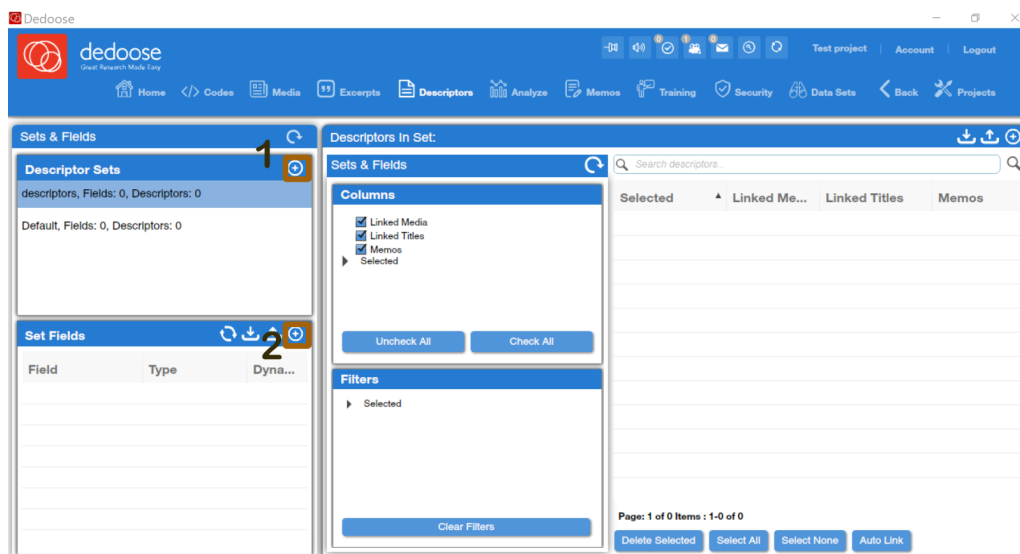 Dedoose
dedoose
Great Research Made Easy
0 1 0
Test project | Account | Logout
Home </> Codes Media Excerpts Descriptors Analyze Memos Training Security Data Sets Back Projects
Sets & Fields
1
Descriptor Sets
descriptors, Fields: 0, Descriptors: 0
Default, Fields: 0, Descriptors: 0
Set Fields
2
Field Type Dyna...
Descriptors In Set:
Sets & Fields
Columns
Linked Media
Linked Titles
Memos
Selected
Uncheck All Check All
Filters
Selected
Clear Filters
Search descriptors...
Selected Linked Me... Linked Titles Memos
Page: 1 of 0 Items : 1-0 of 0
Delete Selected Select All Select None Auto Link